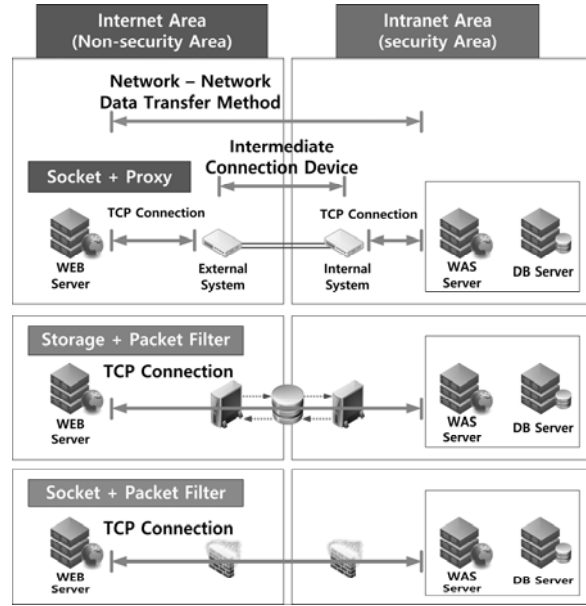 Internet Area
(Non-security Area)
Intranet Area
(security Area)
Network – Network
Data Transfer Method
Intermediate
Connection Device
Socket + Proxy
TCP Connection
TCP Connection
WEB
Server
External
System
Internal
System
WAS
Server
DB Server
Storage + Packet Filter
TCP Connection
WEB
Server
WAS
Server
DB Server
Socket + Packet Filter
TCP Connection
WEB
Server
WAS
Server
DB Server